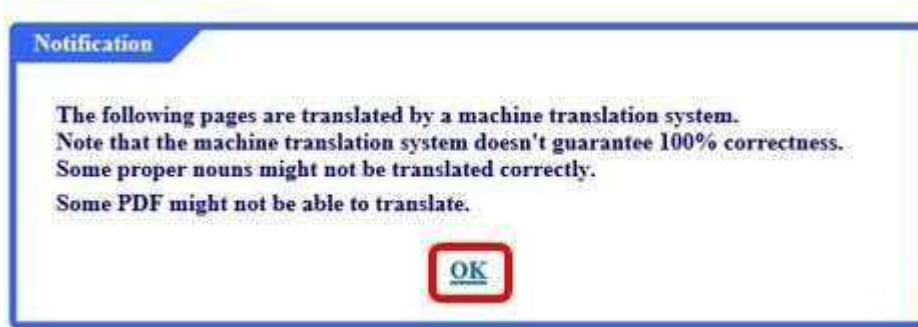 Notification
The following pages are translated by a machine translation system.
Note that the machine translation system doesn't guarantee 100% correctness.
Some proper nouns might not be translated correctly.
Some PDF might not be able to translate.
OK